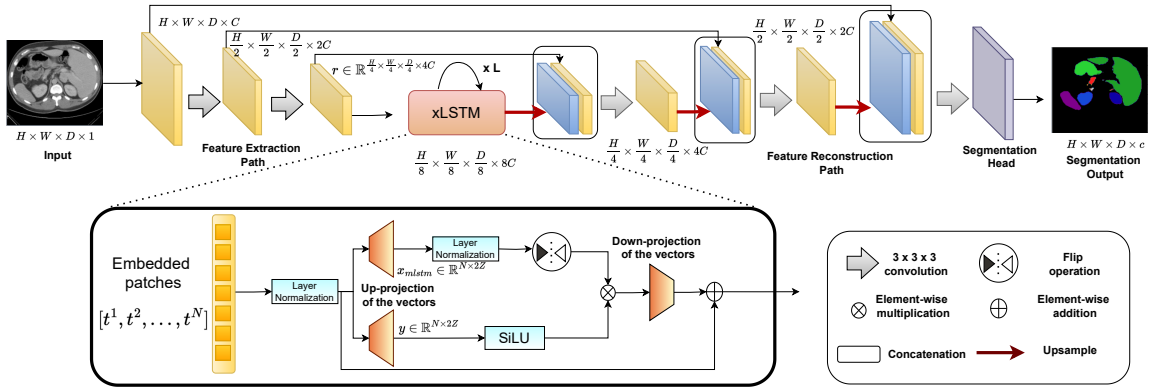 H × W × D × C
H/2 × W/2 × D/2 × 2C
r ∈ ℝ^{H/4 × W/4 × D/4 × 4C}
x L
xLSTM
H/2 × W/2 × D/2 × 2C
H × W × D × 1
Input
Feature Extraction
Path
H/8 × W/8 × D/8 × 8C
H/4 × W/4 × D/4 × 4C
Feature Reconstruction
Path
Segmentation
Head
H × W × D × c
Segmentation
Output
Embedded
patches
[t^1, t^2, . . . , t^N]
Layer
Normalization
Up-projection
of the vectors
Layer
Normalization
x_{mlstm} ∈ ℝ^{N×2Z}
y ∈ ℝ^{N×2Z}
SiLU
Down-projection
of the vectors
3 x 3 x 3
convolution
Flip
operation
Element-wise
multiplication
Element-wise
addition
Concatenation
Upsample